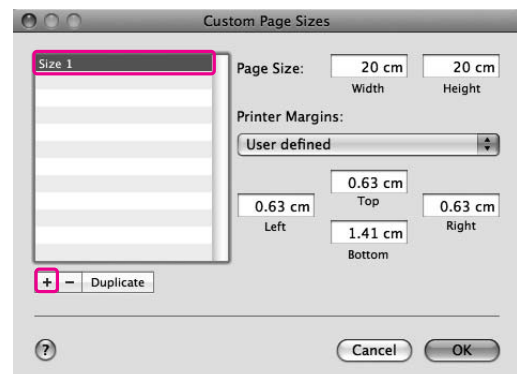 Custom Page Sizes
Size 1
Page Size:
20 cm
20 cm
Width
Height
Printer Margins:
User defined
0.63 cm
Top
0.63 cm
Left
0.63 cm
Right
1.41 cm
Bottom
+ − Duplicate
?
Cancel
OK